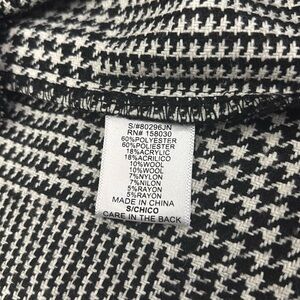 S/#80296JN
RN# 158030
60%POLYESTER
60%POLIESTER
18%ACRYLIC
18%ACRILICO
10%WOOL
10%WOOL
7%NYLON
7%NILON
5%RAYON
5%RAYON
MADE IN CHINA
S/CHICO
CARE IN THE BACK